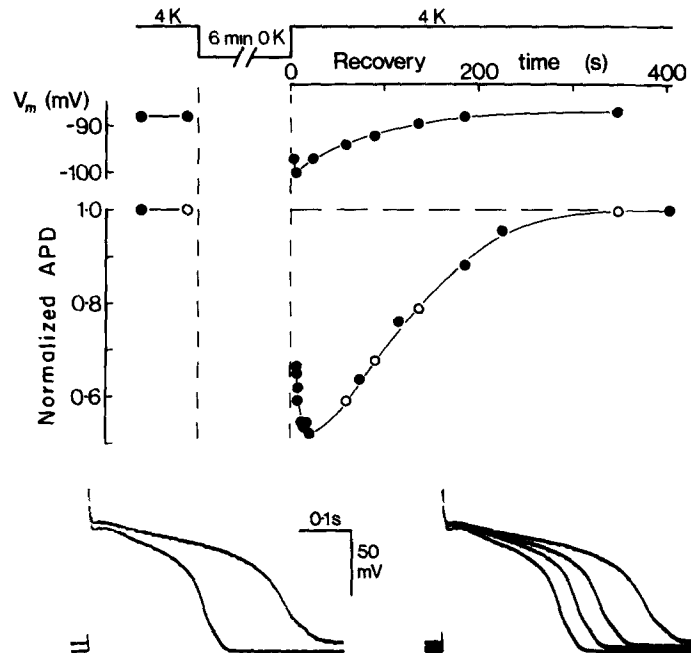 4 K
6 min 0 K
4 K
0 Recovery 200 time (s) 400
Vm (mV)
-90
-100
1·0
0·8
0·6
Normalized APD
0·1s
50
mV